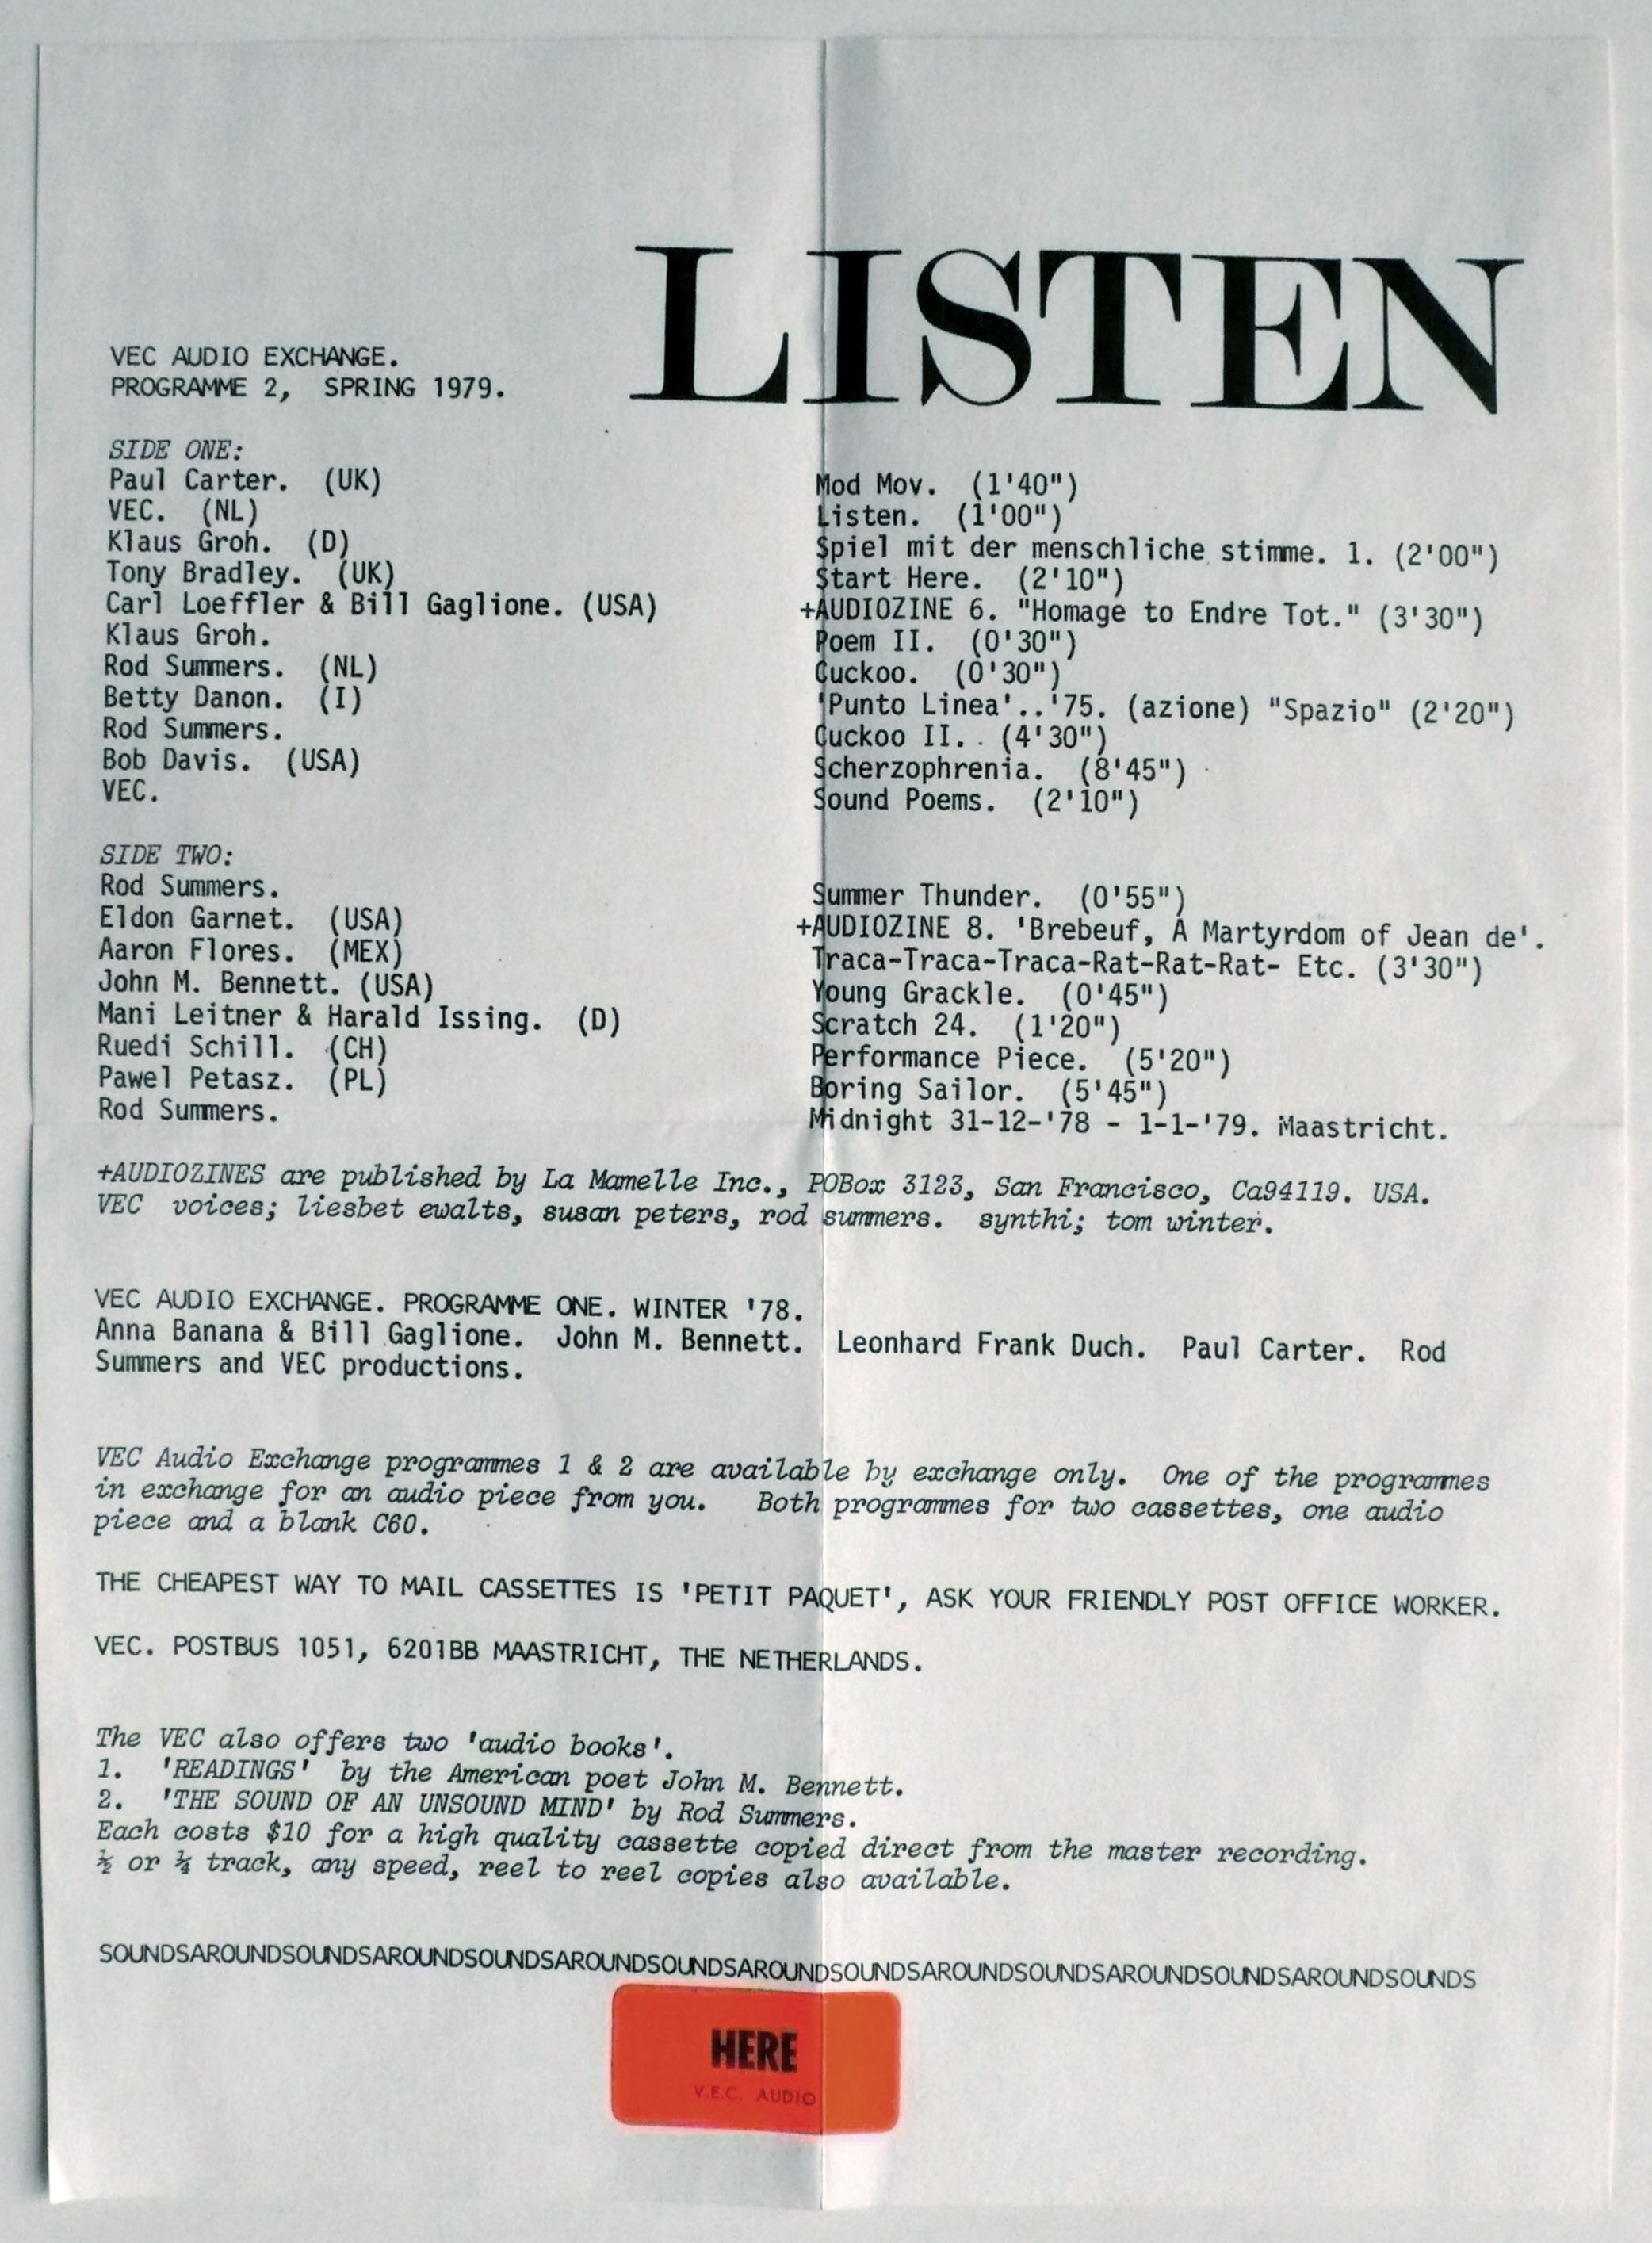 LISTEN
VEC AUDIO EXCHANGE.
PROGRAMME 2, SPRING 1979.
SIDE ONE:
Paul Carter. (UK) Mod Mov. (1'40")
VEC. (NL) Listen. (1'00")
Klaus Groh. (D) Spiel mit der menschliche stimme. 1. (2'00")
Tony Bradley. (UK) Start Here. (2'10")
Carl Loeffler & Bill Gaglione. (USA) +AUDIOZINE 6. "Homage to Endre Tot." (3'30")
Klaus Groh. Poem II. (0'30")
Rod Summers. (NL) Cuckoo. (0'30")
Betty Danon. (I) 'Punto Linea'..'75. (azione) "Spazio" (2'20")
Rod Summers. Cuckoo II. (4'30")
Bob Davis. (USA) Scherzophrenia. (8'45")
VEC. Sound Poems. (2'10")
SIDE TWO:
Rod Summers. Summer Thunder. (0'55")
Eldon Garnet. (USA) +AUDIOZINE 8. 'Brebeuf, A Martyrdom of Jean de'.
Aaron Flores. (MEX) Traca-Traca-Traca-Rat-Rat-Rat- Etc. (3'30")
John M. Bennett. (USA) Young Grackle. (0'45")
Mani Leitner & Harald Issing. (D) Scratch 24. (1'20")
Ruedi Schill. (CH) Performance Piece. (5'20")
Pawel Petasz. (PL) Boring Sailor. (5'45")
Rod Summers. Midnight 31-12-'78 - 1-1-'79. Maastricht.
+AUDIOZINES are published by La Mamelle Inc., POBox 3123, San Francisco, Ca94119. USA.
VEC voices; liesbet ewalts, susan peters, rod summers. synthi; tom winter.
VEC AUDIO EXCHANGE. PROGRAMME ONE. WINTER '78.
Anna Banana & Bill Gaglione. John M. Bennett. Leonhard Frank Duch. Paul Carter. Rod
Summers and VEC productions.
VEC Audio Exchange programmes 1 & 2 are available by exchange only. One of the programmes
in exchange for an audio piece from you. Both programmes for two cassettes, one audio
piece and a blank C60.
THE CHEAPEST WAY TO MAIL CASSETTES IS 'PETIT PAQUET', ASK YOUR FRIENDLY POST OFFICE WORKER.
VEC. POSTBUS 1051, 6201BB MAASTRICHT, THE NETHERLANDS.
The VEC also offers two 'audio books'.
1. 'READINGS' by the American poet John M. Bennett.
2. 'THE SOUND OF AN UNSOUND MIND' by Rod Summers.
Each costs $10 for a high quality cassette copied direct from the master recording.
½ or ¼ track, any speed, reel to reel copies also available.
SOUNDSAROUNDSOUNDSAROUNDSOUNDSAROUNDSOUNDSAROUNDSOUNDSAROUNDSOUNDSAROUNDSOUNDSAROUNDSOUNDS
HERE
V.E.C. AUDIO